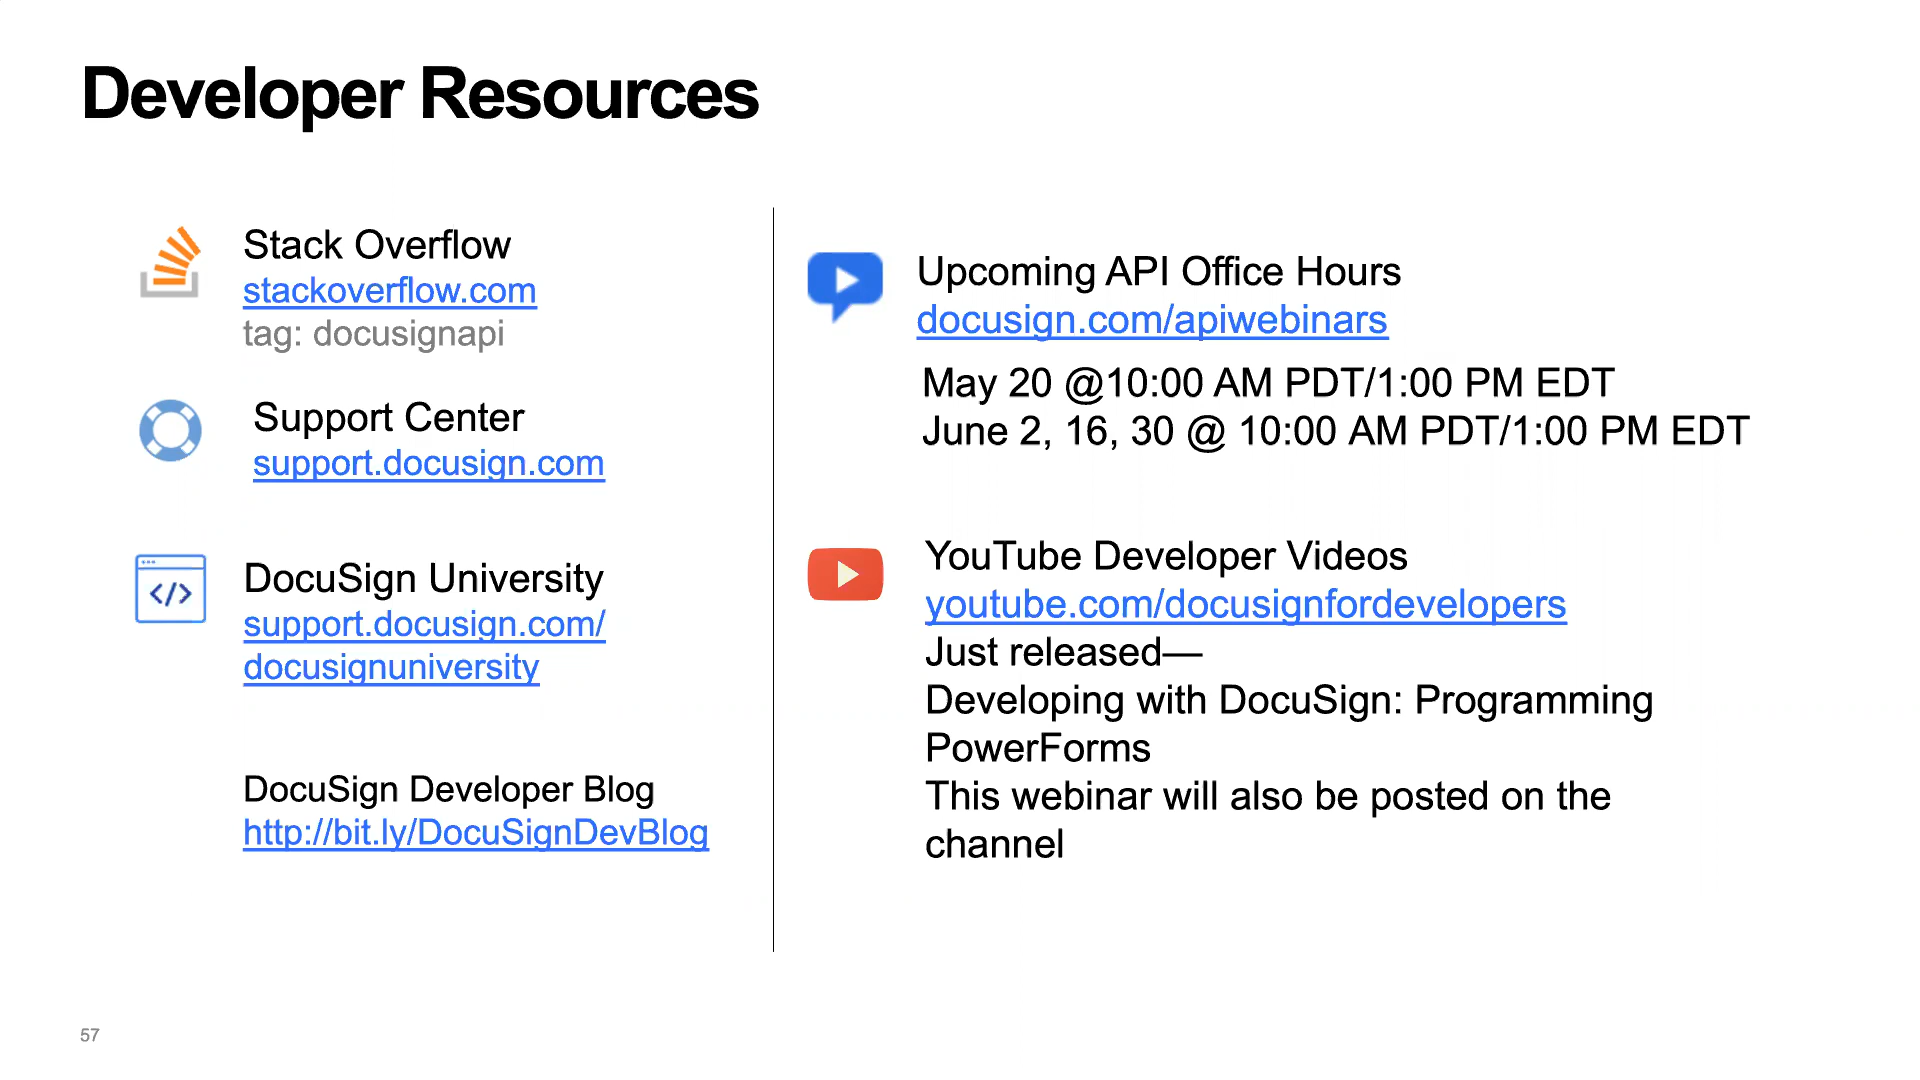 Developer Resources
Stack Overflow
stackoverflow.com
tag: docusignapi
Support Center
support.docusign.com
</>
DocuSign University
support.docusign.com/
docusignuniversity
DocuSign Developer Blog
http://bit.ly/DocuSignDevBlog
Upcoming API Office Hours
docusign.com/apiwebinars
May 20 @10:00 AM PDT/1:00 PM EDT
June 2, 16, 30 @ 10:00 AM PDT/1:00 PM EDT
YouTube Developer Videos
youtube.com/docusignfordevelopers
Just released—
Developing with DocuSign: Programming
PowerForms
This webinar will also be posted on the
channel
57